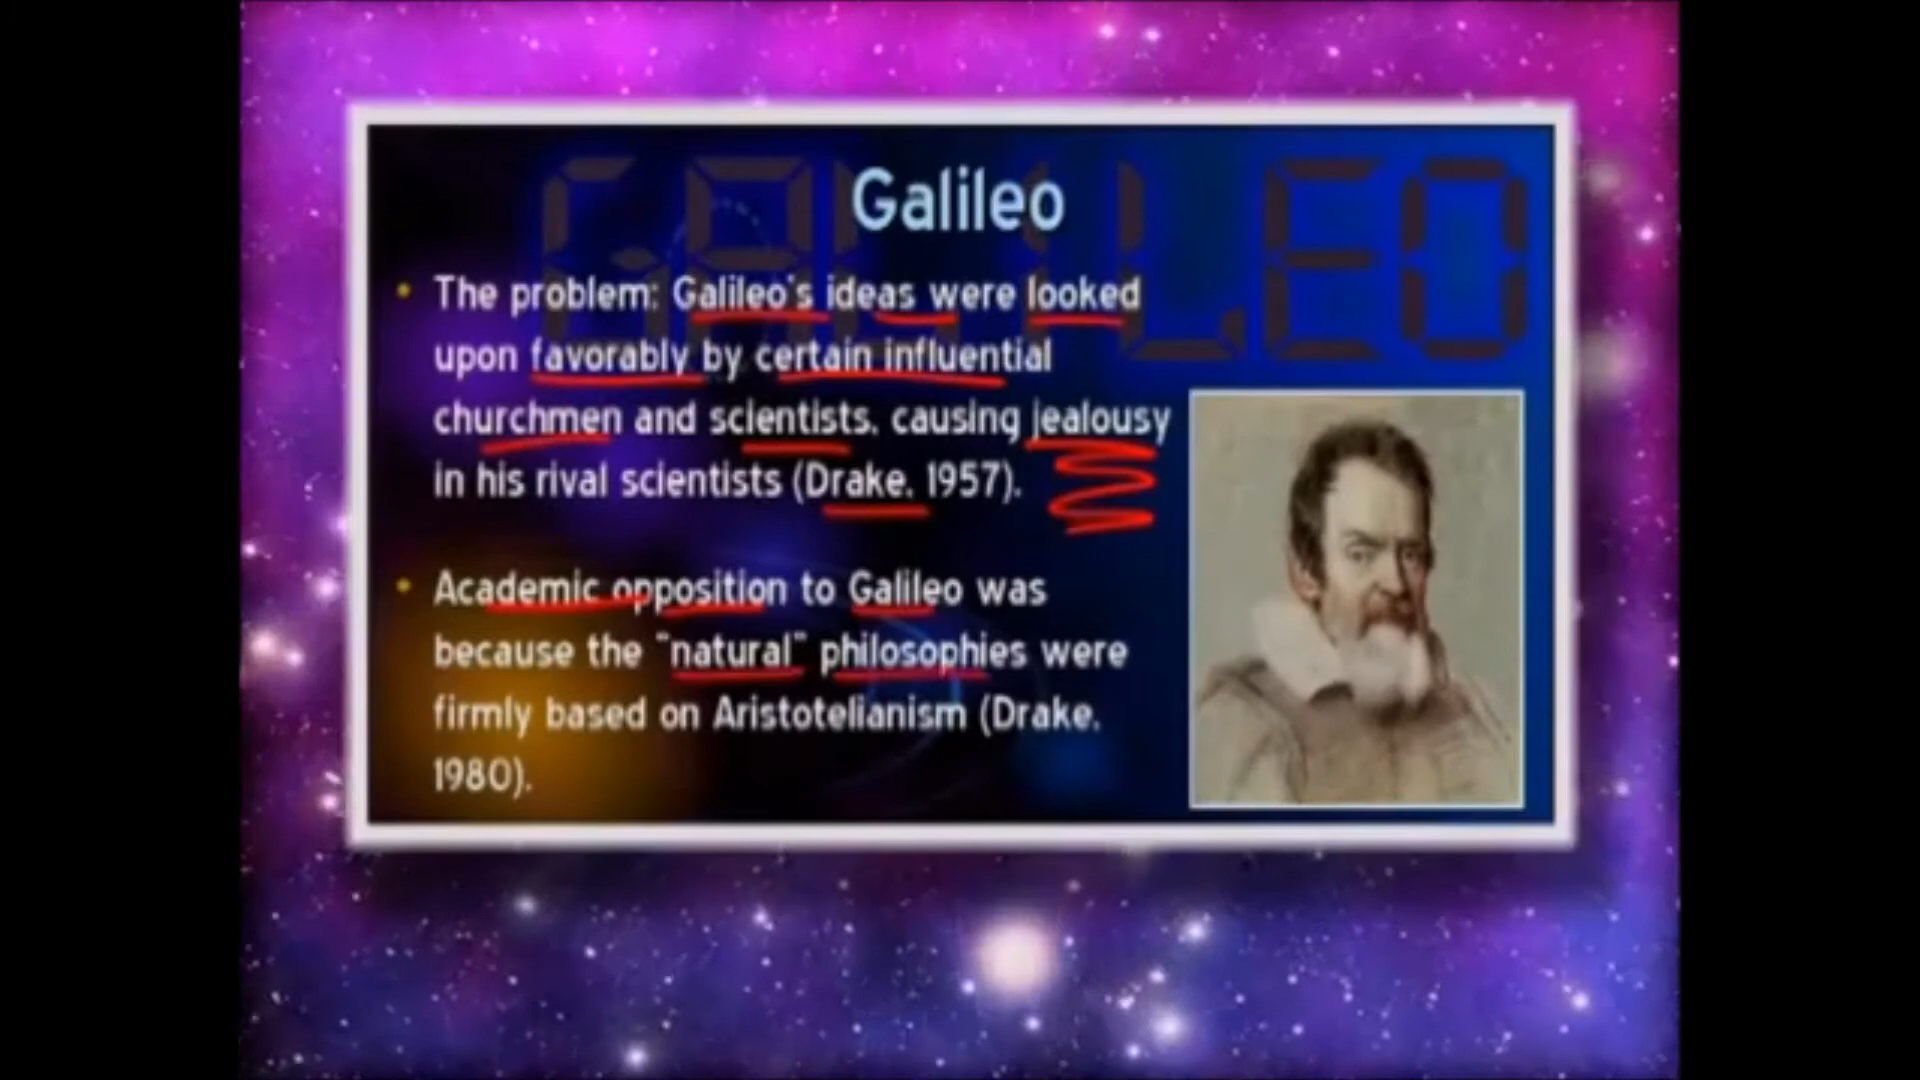 GALILEO
Galileo
• The problem: Galileo's ideas were looked
upon favorably by certain influential
churchmen and scientists, causing jealousy
in his rival scientists (Drake, 1957).
• Academic opposition to Galileo was
because the "natural" philosophies were
firmly based on Aristotelianism (Drake,
1980).